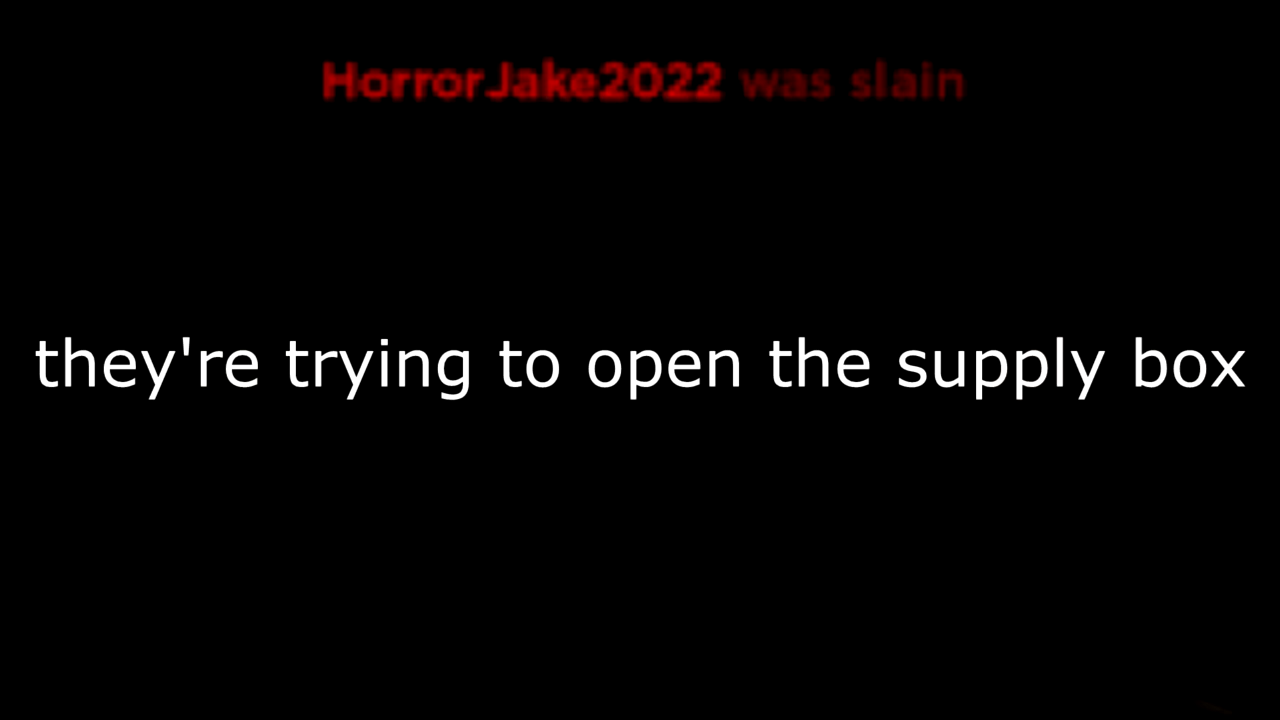 HorrorJake2022 was slain
they're trying to open the supply box